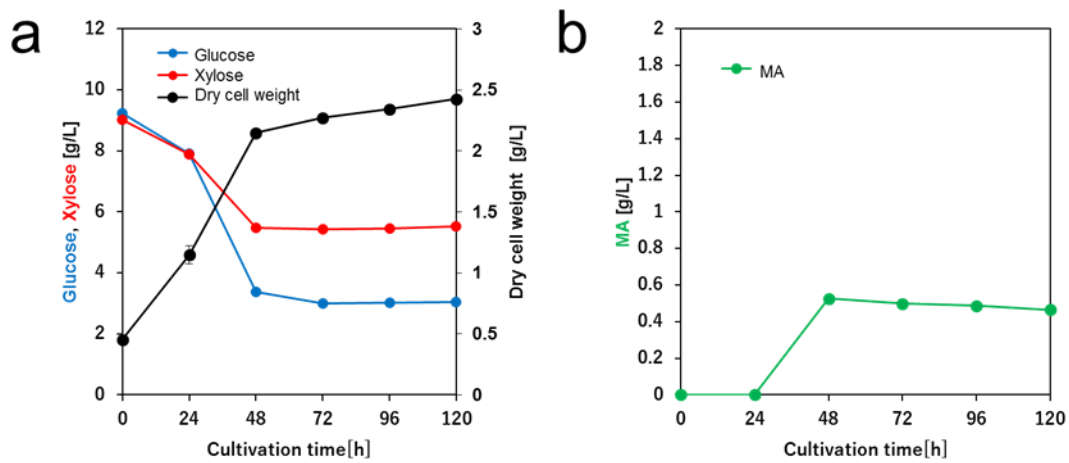 a
Glucose, Xylose [g/L]
12
10
8
6
4
2
0
Glucose
Xylose
Dry cell weight
3
2.5
2
1.5
1
0.5
0
Dry cell weight [g/L]
0 24 48 72 96 120
Cultivation time[h]
b
MA [g/L]
2
1.8
1.6
1.4
1.2
1
0.8
0.6
0.4
0.2
0
MA
0 24 48 72 96 120
Cultivation time[h]